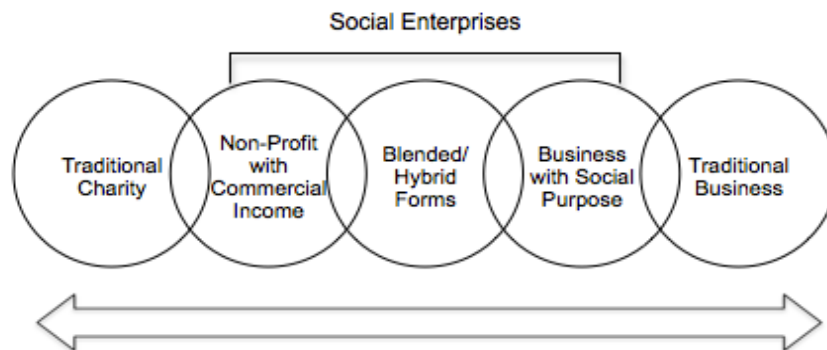 Social Enterprises
Traditional
Charity
Non-Profit
with
Commercial
Income
Blended/
Hybrid
Forms
Business
with Social
Purpose
Traditional
Business